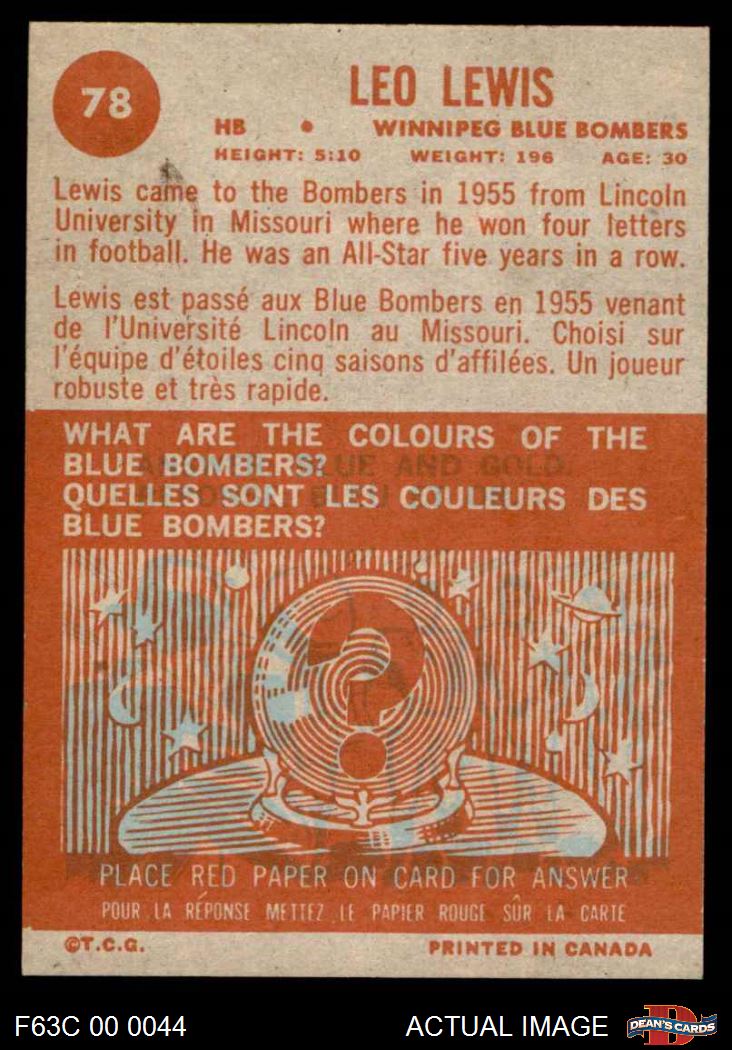 78
LEO LEWIS
HB • WINNIPEG BLUE BOMBERS
HEIGHT: 5:10 WEIGHT: 196 AGE: 30
Lewis came to the Bombers in 1955 from Lincoln
University in Missouri where he won four letters
in football. He was an All-Star five years in a row.
Lewis est passé aux Blue Bombers en 1955 venant
de l'Université Lincoln au Missouri. Choisi sur
l'équipe d'étoiles cinq saisons d'affilées. Un joueur
robuste et très rapide.
WHAT ARE THE COLOURS OF THE
BLUE BOMBERS?
BLUE AND GOLD.
QUELLES SONT LES COULEURS DES
BLUE BOMBERS?
?
PLACE RED PAPER ON CARD FOR ANSWER
POUR LA RÉPONSE METTEZ LE PAPIER ROUGE SÛR LA CARTE
©T.C.G. PRINTED IN CANADA
F63C 00 0044 ACTUAL IMAGE D DEAN'S CARDS